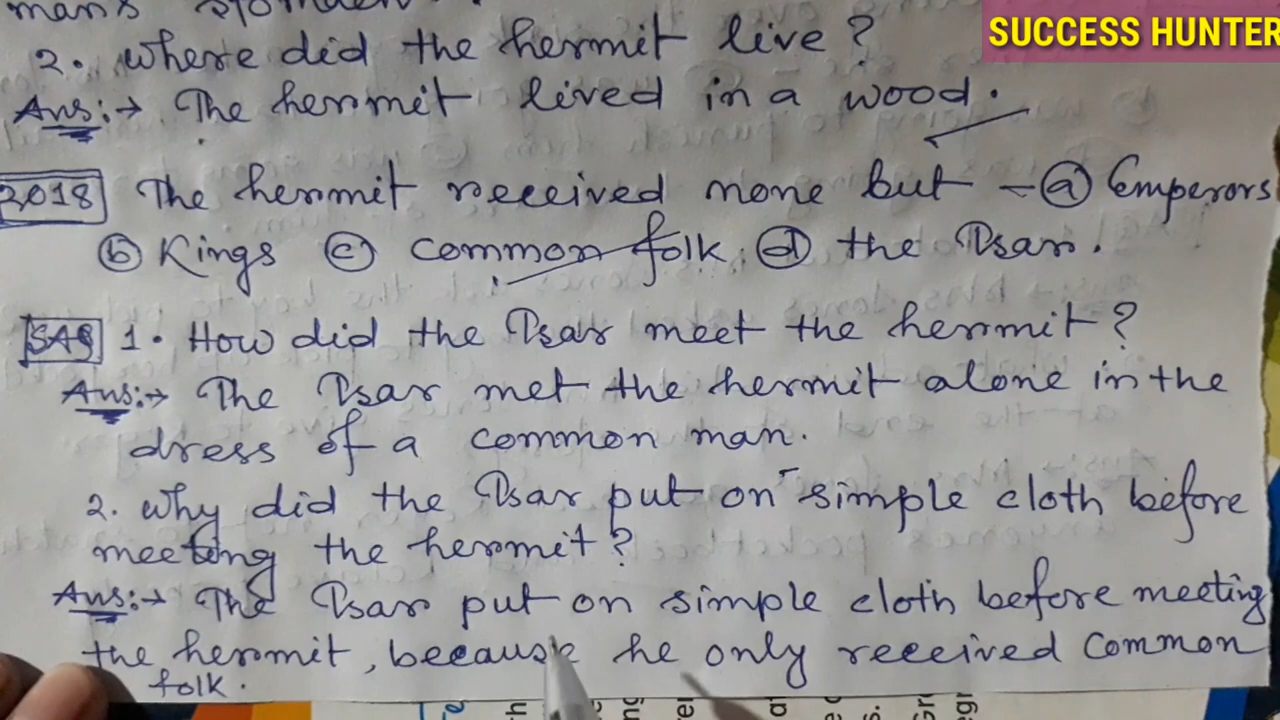 man's stomach.
SUCCESS HUNTER
2. Where did the hermit live?
Ans:→ The hermit lived in a wood.
2018 The hermit received none but – (a) Emperors
(b) Kings (c) common folk (d) the Tsar.
SAQ 1. How did the Tsar meet the hermit?
Ans:→ The Tsar met the hermit alone in the
dress of a common man.
2. Why did the Tsar put on simple cloth before
meeting the hermit?
Ans:→ The Tsar put on simple cloth before meeting
the hermit, because he only received common
folk.